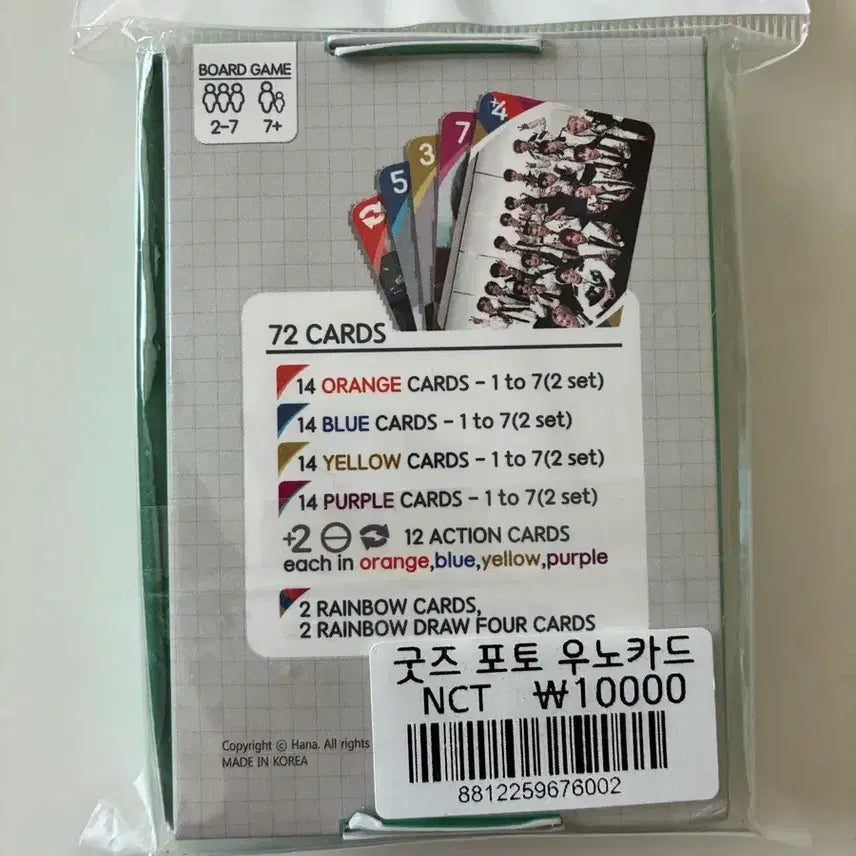 BOARD GAME
2-7 7+
+4
7
3
5
72 CARDS
14 ORANGE CARDS - 1 to 7(2 set)
14 BLUE CARDS - 1 to 7(2 set)
14 YELLOW CARDS - 1 to 7(2 set)
14 PURPLE CARDS - 1 to 7(2 set)
+2 12 ACTION CARDS
each in orange,blue,yellow,purple
2 RAINBOW CARDS,
2 RAINBOW DRAW FOUR CARDS
굿즈 포토 우노카드
NCT ₩10000
8812259676002
Copyright © Hana. All rights
MADE IN KOREA